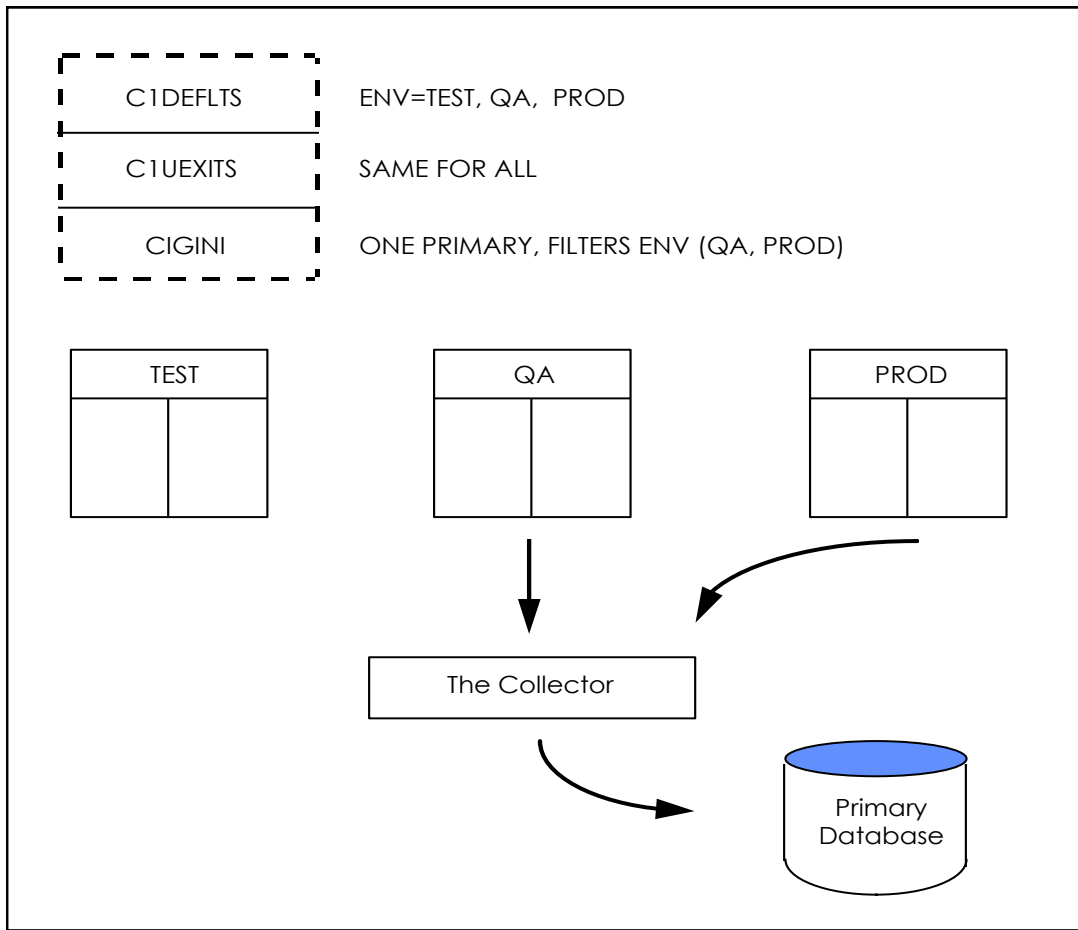 C1DEFLTS ENV=TEST, QA, PROD
C1UEXITS SAME FOR ALL
CIGINI ONE PRIMARY, FILTERS ENV (QA, PROD)
TEST QA PROD
The Collector
Primary
Database